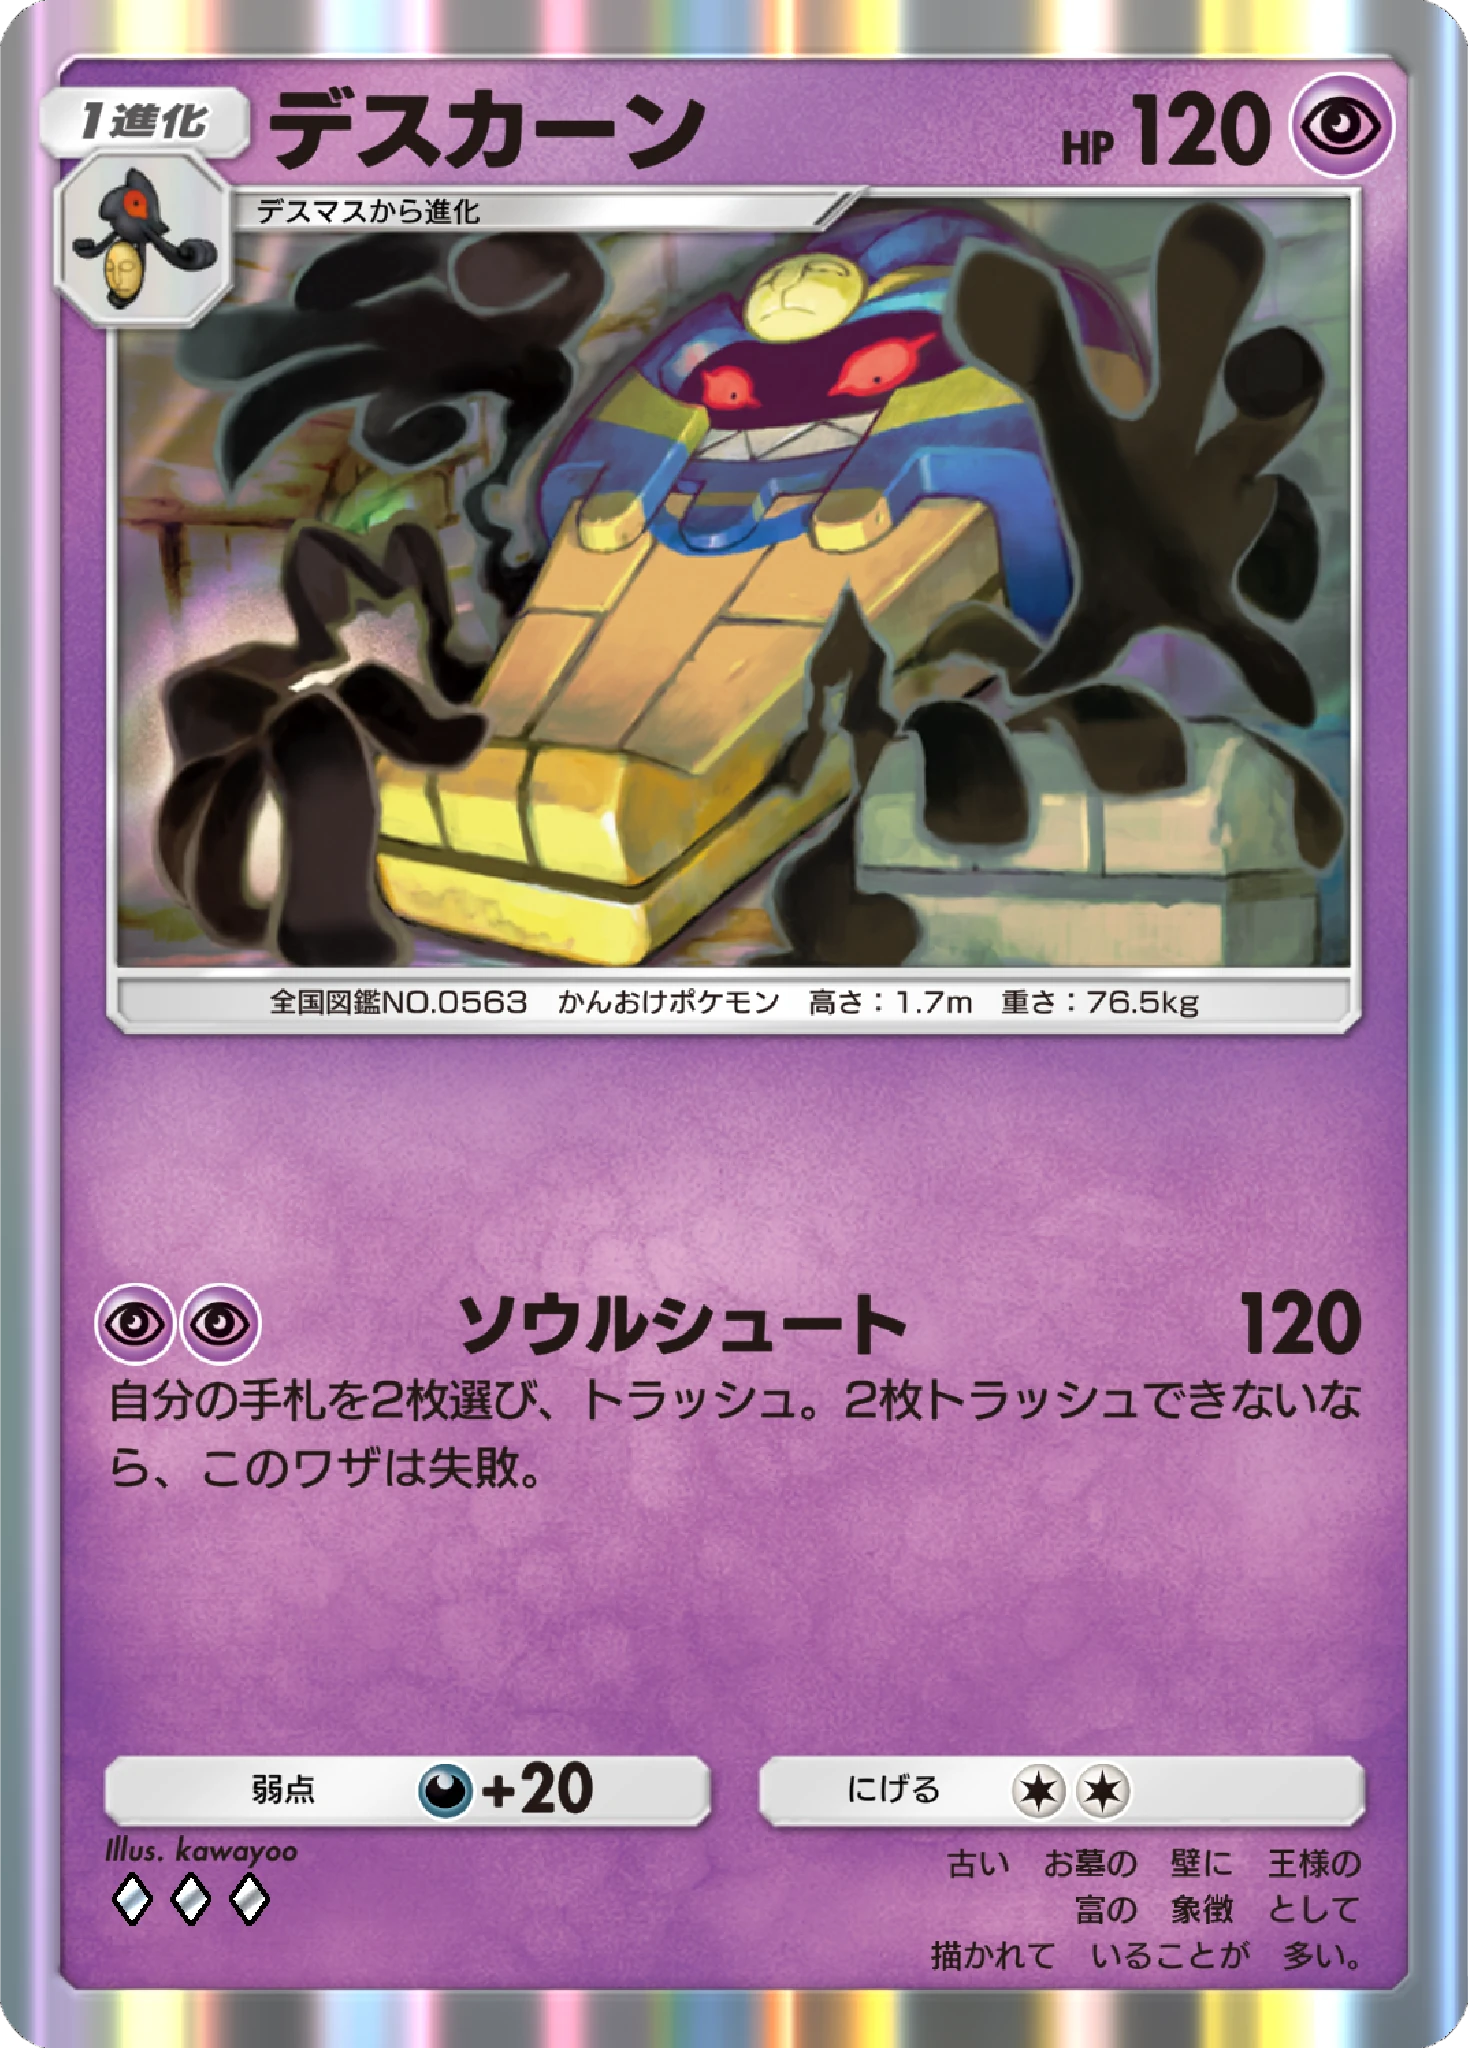 1進化
デスカーン
HP 120
デスマスから進化
全国図鑑NO.0563 かんおけポケモン 高さ：1.7m 重さ：76.5kg
ソウルシュート 120
自分の手札を2枚選び、トラッシュ。2枚トラッシュできないな
ら、このワザは失敗。
弱点 +20
にげる
Illus. kawayoo
古い お墓の 壁に 王様の
富の 象徴 として
描かれて いることが 多い。